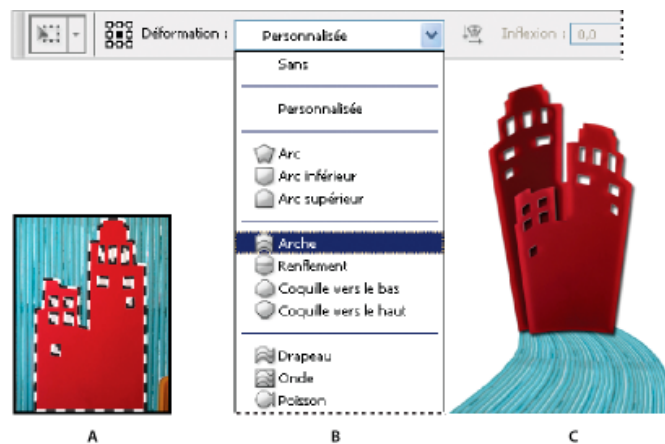 Déformation : Personnalisée Inflexion : 0,0
Sans
Personnalisée
Arc
Arc inférieur
Arc supérieur
Arche
Renflement
Coquille vers le bas
Coquille vers le haut
Drapeau
Onde
Poisson
A B C